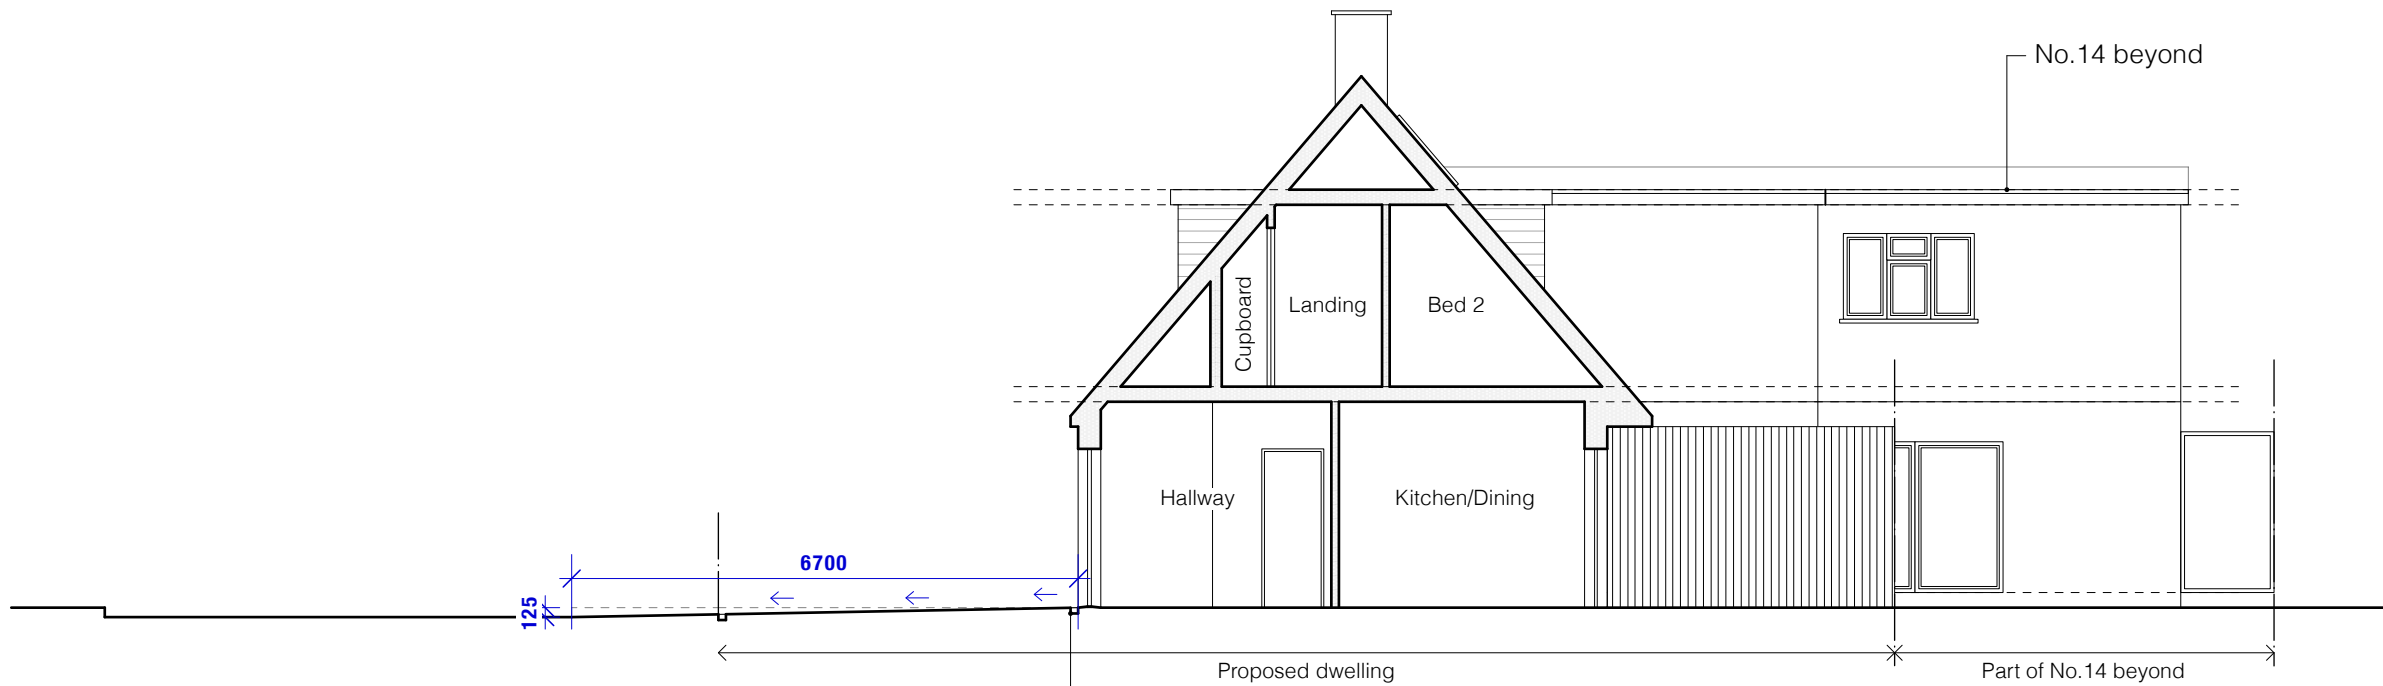 No.14 beyond
Cupboard
Landing
Bed 2
Hallway
Kitchen/Dining
6700
125
Proposed dwelling
Part of No.14 beyond